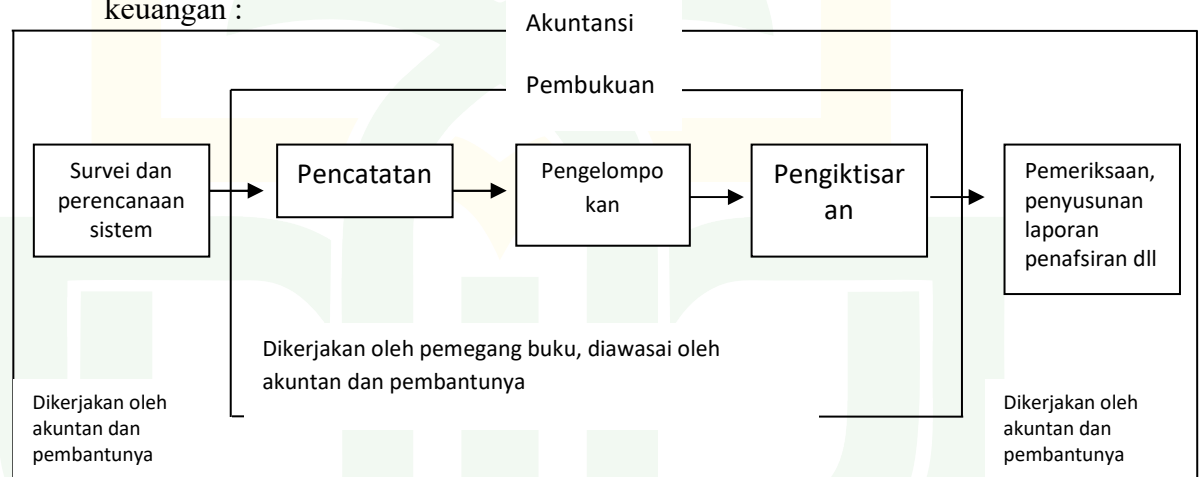 keuangan :
Akuntansi
Pembukuan
Survei dan
perencanaan
sistem
Pencatatan
Pengelompo
kan
Pengiktisar
an
Pemeriksaan,
penyusunan
laporan
penafsiran dll
Dikerjakan oleh pemegang buku, diawasai oleh
akuntan dan pembantunya
Dikerjakan oleh
akuntan dan
pembantunya
Dikerjakan oleh
akuntan dan
pembantunya